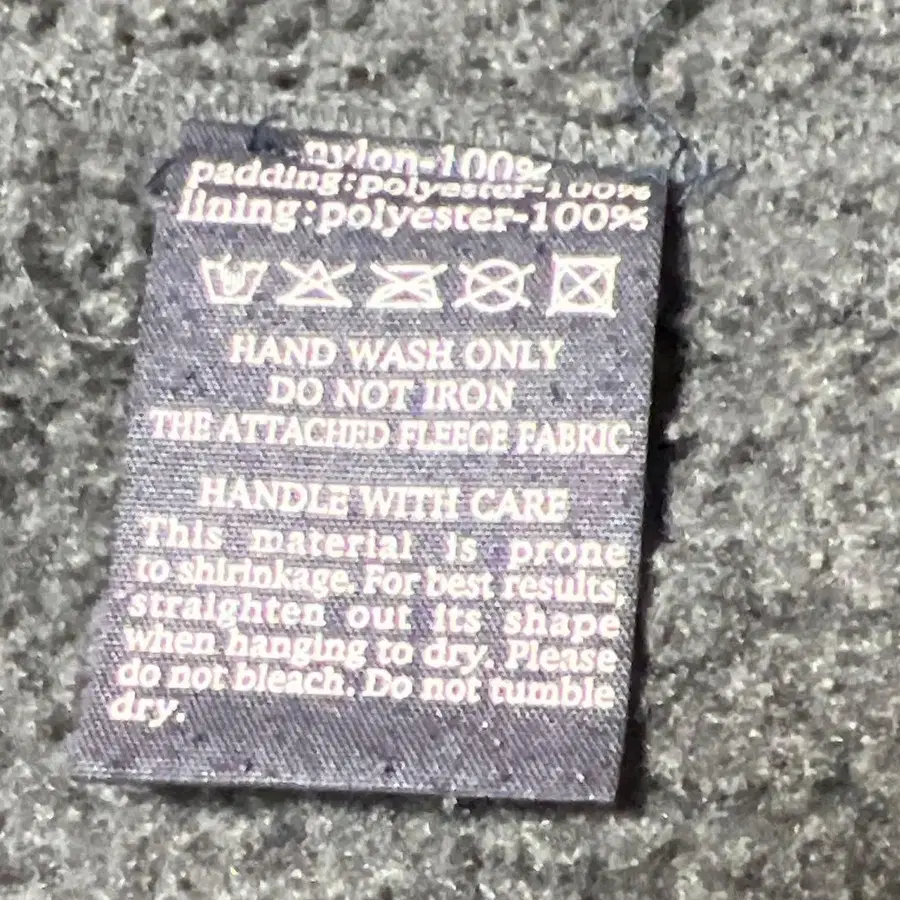 nylon-100%
padding:polyester-100%
lining:polyester-100%
HAND WASH ONLY
DO NOT IRON
THE ATTACHED FLEECE FABRIC
HANDLE WITH CARE
This material is prone
to shirinkage. For best results,
straighten out its shape
when hanging to dry. Please
do not bleach. Do not tumble
dry.